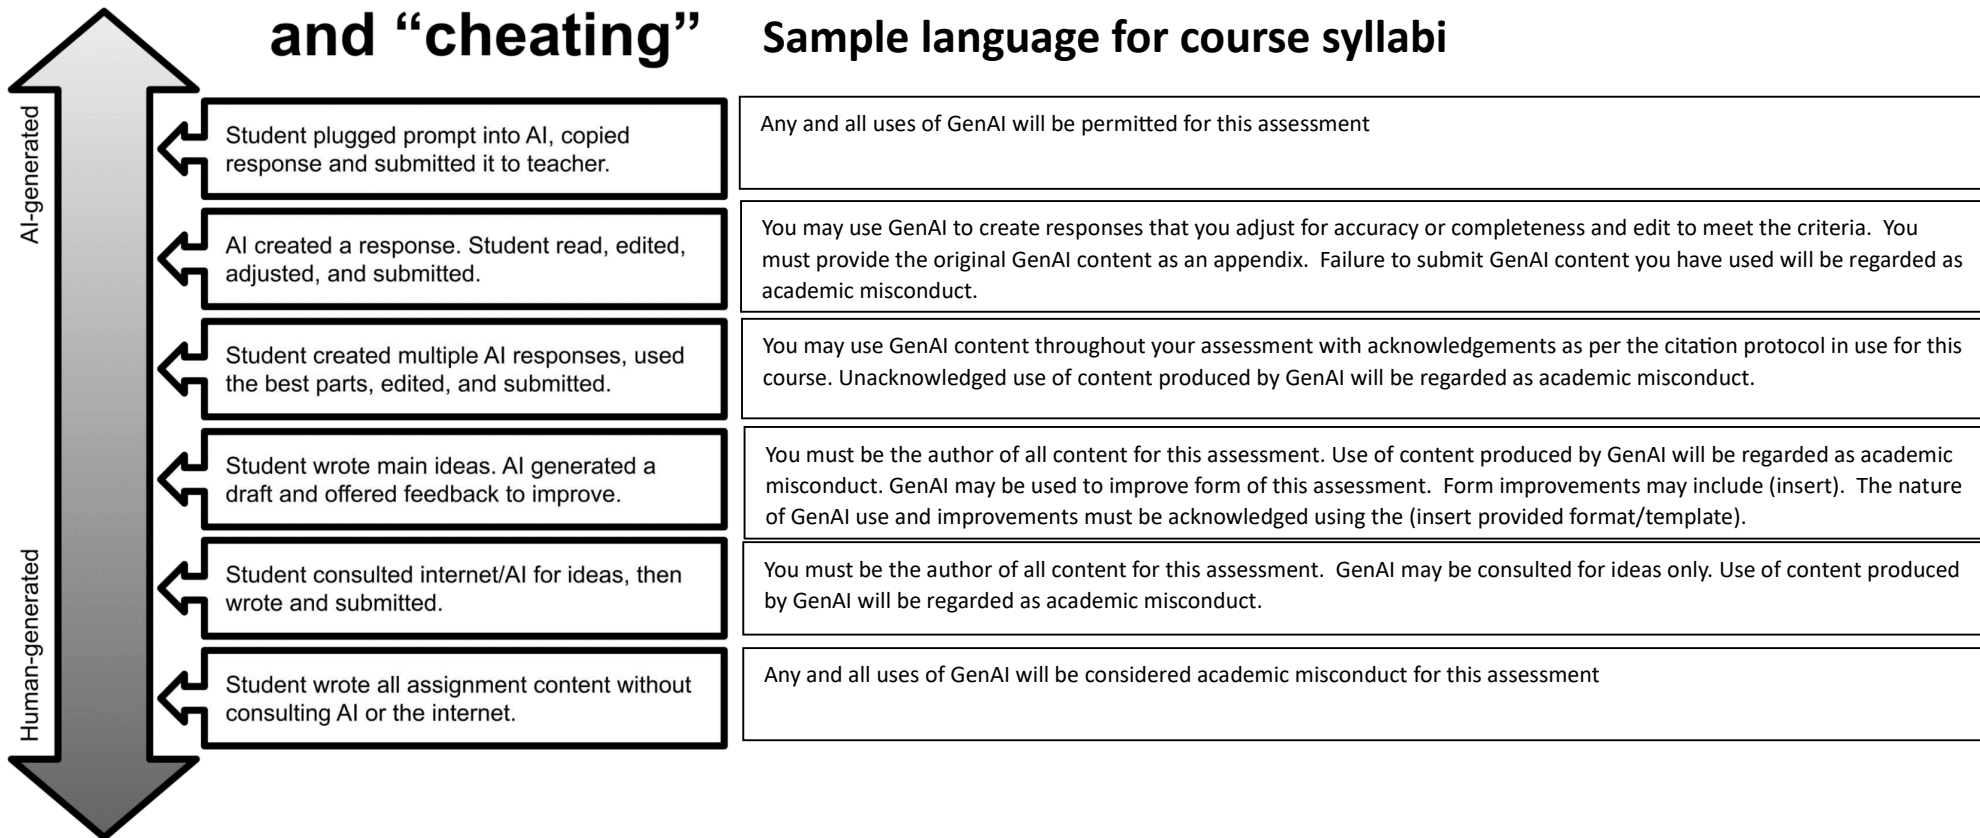 and “cheating”
Sample language for course syllabi
AI-generated
Student plugged prompt into AI, copied
response and submitted it to teacher.
Any and all uses of GenAI will be permitted for this assessment
AI created a response. Student read, edited,
adjusted, and submitted.
You may use GenAI to create responses that you adjust for accuracy or completeness and edit to meet the criteria.  You
must provide the original GenAI content as an appendix.  Failure to submit GenAI content you have used will be regarded as
academic misconduct.
Student created multiple AI responses, used
the best parts, edited, and submitted.
You may use GenAI content throughout your assessment with acknowledgements as per the citation protocol in use for this
course. Unacknowledged use of content produced by GenAI will be regarded as academic misconduct.
Student wrote main ideas. AI generated a
draft and offered feedback to improve.
You must be the author of all content for this assessment. Use of content produced by GenAI will be regarded as academic
misconduct. GenAI may be used to improve form of this assessment.  Form improvements may include (insert).  The nature
of GenAI use and improvements must be acknowledged using the (insert provided format/template).
Human-generated
Student consulted internet/AI for ideas, then
wrote and submitted.
You must be the author of all content for this assessment.  GenAI may be consulted for ideas only. Use of content produced
by GenAI will be regarded as academic misconduct.
Student wrote all assignment content without
consulting AI or the internet.
Any and all uses of GenAI will be considered academic misconduct for this assessment